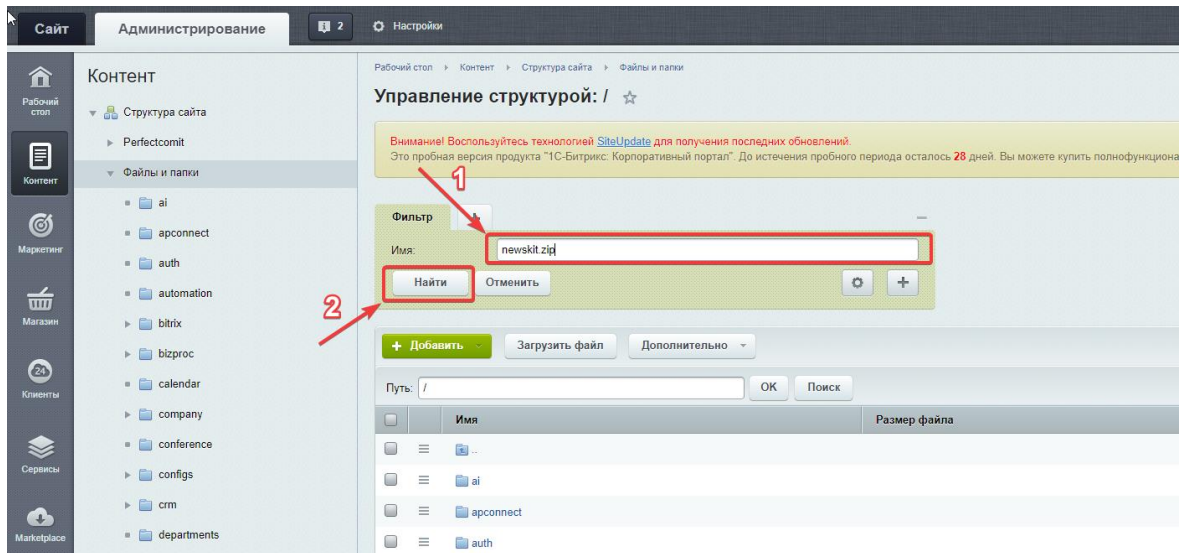 Сайт
Администрирование
2
Настройки
Рабочий стол
Контент
Маркетинг
Магазин
24
Клиенты
Сервисы
Marketplace
Контент
Структура сайта
Perfectcomit
Файлы и папки
ai
apconnect
auth
automation
bitrix
bizproc
calendar
company
conference
configs
crm
departments
Рабочий стол Контент Структура сайта Файлы и папки
Управление структурой: /
Внимание! Воспользуйтесь технологией SiteUpdate для получения последних обновлений.
Это пробная версия продукта "1С-Битрикс: Корпоративный портал". До истечения пробного периода осталось 28 дней. Вы можете купить полнофункциона
1
Фильтр
Имя: newskit.zip
Найти Отменить
2
+ Добавить Загрузить файл Дополнительно
Путь: / OK Поиск
Имя Размер файла
..
ai
apconnect
auth